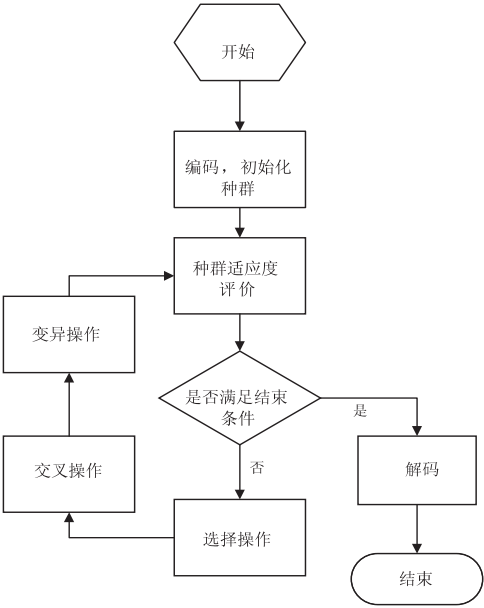 开始
编码，初始化
种群
种群适应度
评价
变异操作
是否满足结束
条件
是
否
交叉操作
解码
选择操作
结束